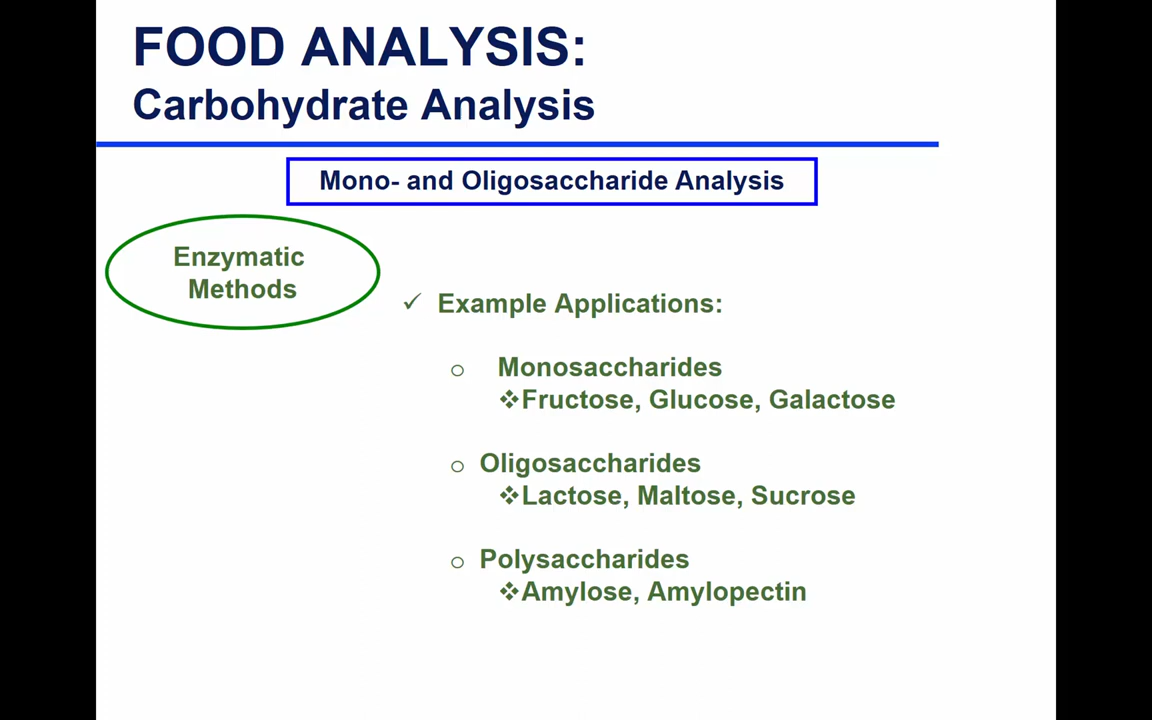 FOOD ANALYSIS:
Carbohydrate Analysis
Mono- and Oligosaccharide Analysis
Enzymatic
Methods
✓ Example Applications:
o Monosaccharides
❖Fructose, Glucose, Galactose
o Oligosaccharides
❖Lactose, Maltose, Sucrose
o Polysaccharides
❖Amylose, Amylopectin